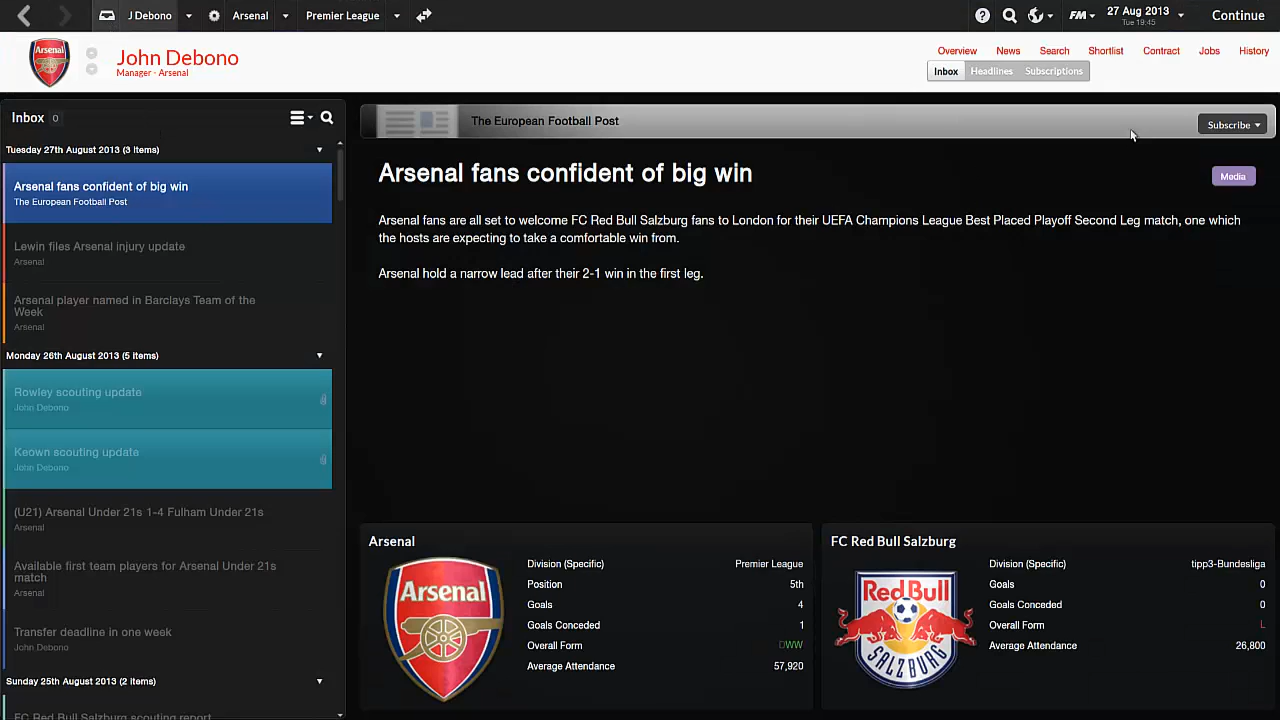 J Debono
Arsenal
Premier League
FM
27 Aug 2013
Tue 19:45
Continue
Arsenal
John Debono
Manager - Arsenal
Overview
News
Search
Shortlist
Contract
Jobs
History
Inbox
Headlines
Subscriptions
Inbox 0
Tuesday 27th August 2013 (3 Items)
Arsenal fans confident of big win
The European Football Post
Lewin files Arsenal injury update
Arsenal
Arsenal player named in Barclays Team of the
Week
Arsenal
Monday 26th August 2013 (5 Items)
Rowley scouting update
John Debono
Keown scouting update
John Debono
(U21) Arsenal Under 21s 1-4 Fulham Under 21s
Arsenal
Available first team players for Arsenal Under 21s
match
Arsenal
Transfer deadline in one week
John Debono
Sunday 25th August 2013 (2 Items)
FC Red Bull Salzburg scouting report
The European Football Post
Subscribe
Arsenal fans confident of big win
Media
Arsenal fans are all set to welcome FC Red Bull Salzburg fans to London for their UEFA Champions League Best Placed Playoff Second Leg match, one which
the hosts are expecting to take a comfortable win from.
Arsenal hold a narrow lead after their 2-1 win in the first leg.
Arsenal
Arsenal
Division (Specific) Premier League
Position 5th
Goals 4
Goals Conceded 1
Overall Form DWW
Average Attendance 57,920
FC Red Bull Salzburg
Red Bull
SALZBURG
Division (Specific) tipp3-Bundesliga
Goals 0
Goals Conceded 0
Overall Form L
Average Attendance 26,800